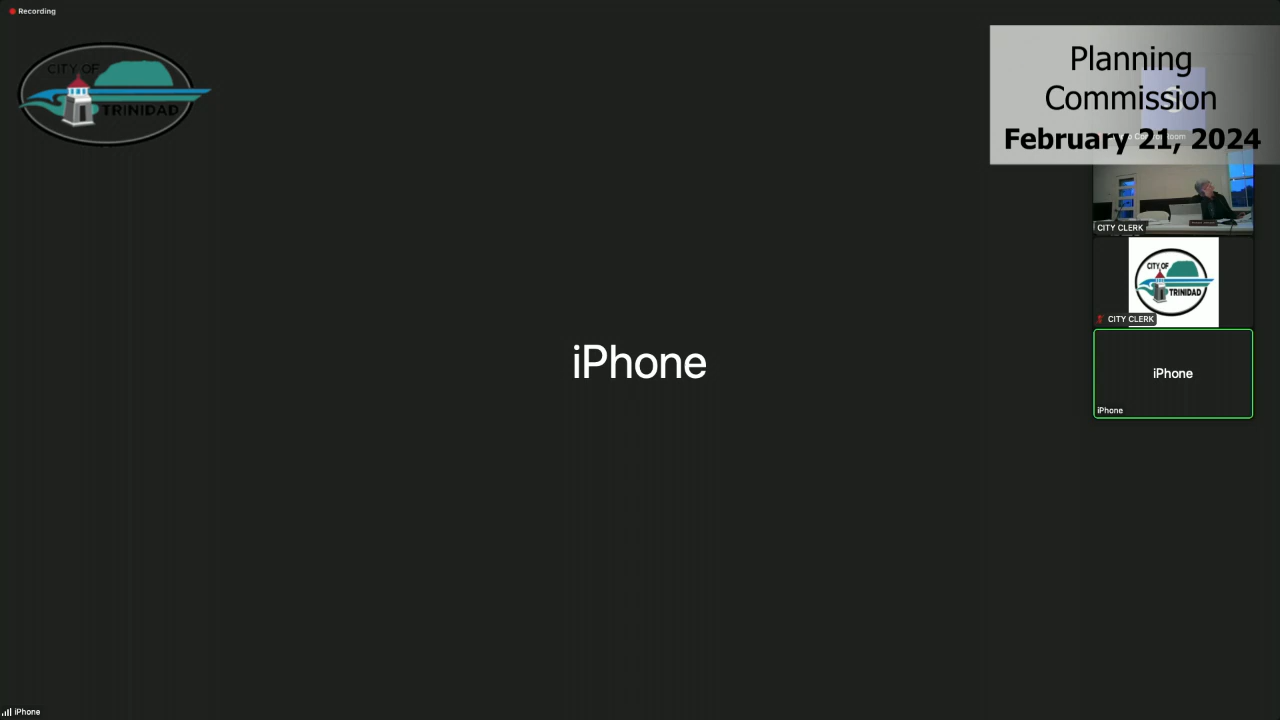 Recording
CITY OF
TRINIDAD
Planning
Commission
February 21, 2024
Room
CITY CLERK
CITY OF
TRINIDAD
CITY CLERK
iPhone
iPhone
iPhone
iPhone